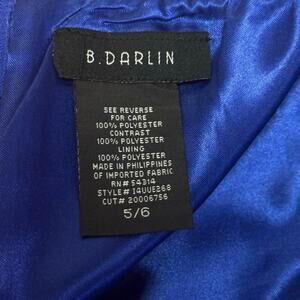 B. DARLIN
SEE REVERSE
FOR CARE
100% POLYESTER
CONTRAST
100% POLYESTER
LINING
100% POLYESTER
MADE IN PHILIPPINES
OF IMPORTED FABRIC
RN# 54314
STYLE# 14UUE268
CUT# 20006756
5/6